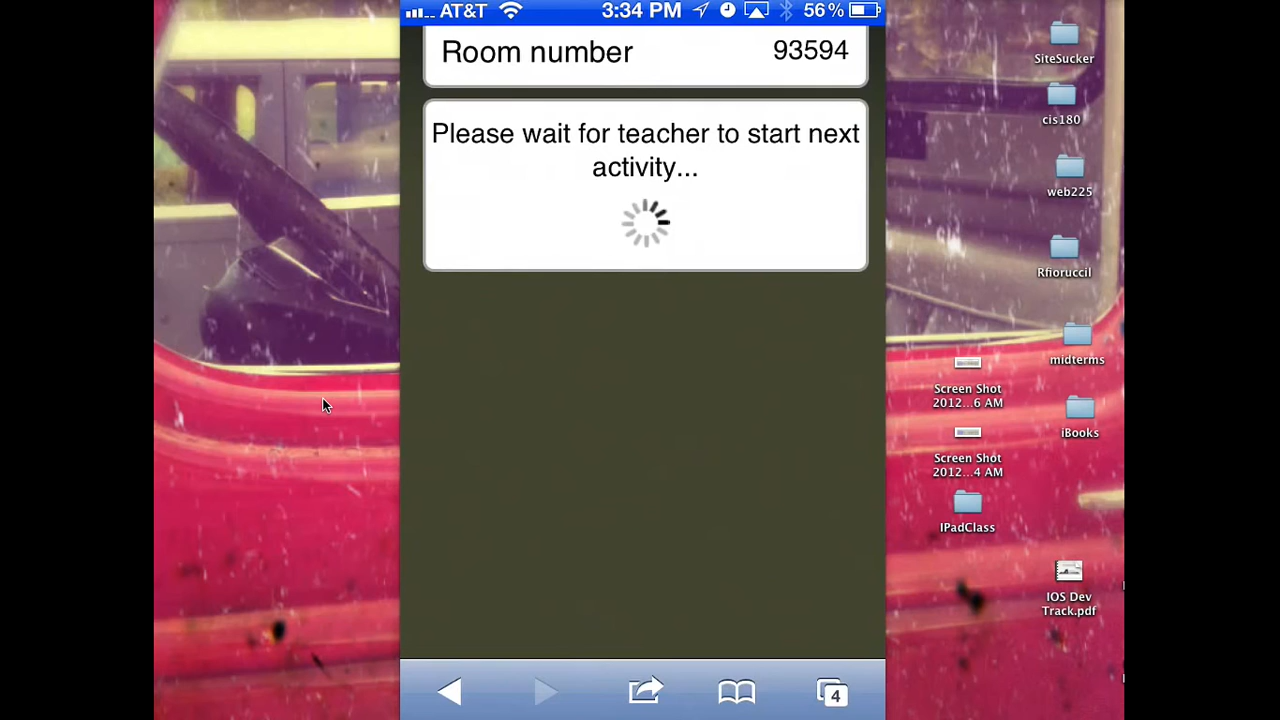 AT&T 3:34 PM 56%
Room number 93594
Please wait for teacher to start next
activity...
4
SiteSucker
cis180
web225
Rfioruccil
midterms
Screen Shot
2012...6 AM
iBooks
Screen Shot
2012...4 AM
IPadClass
IOS Dev
Track.pdf